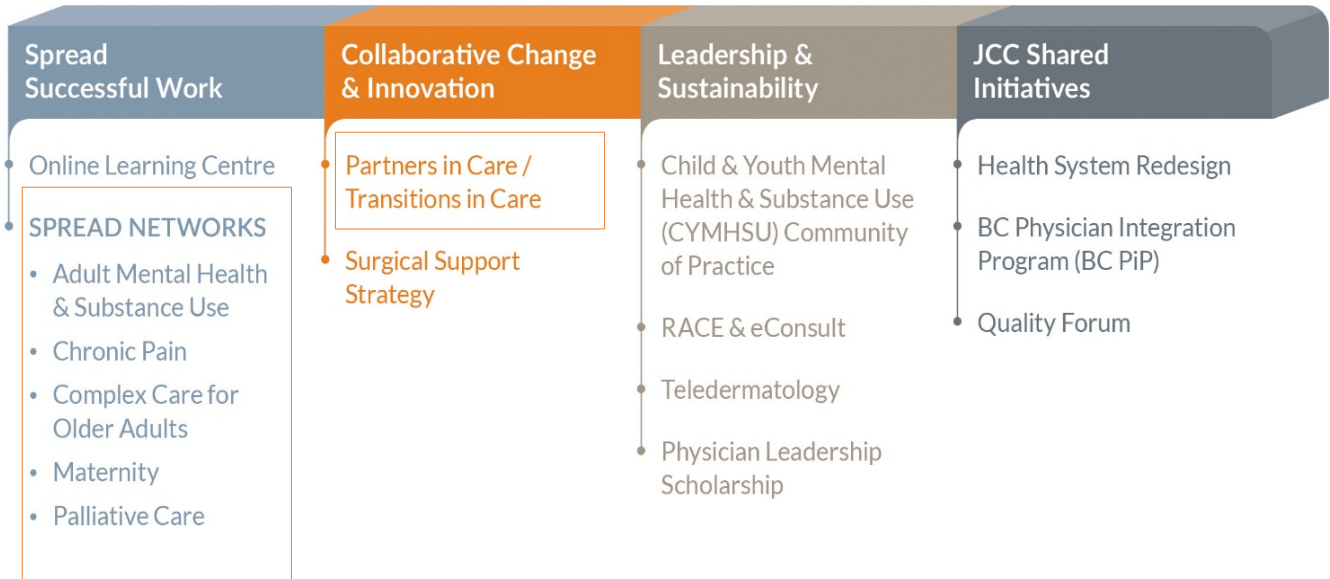 Spread
Successful Work
Online Learning Centre
SPREAD NETWORKS
• Adult Mental Health
& Substance Use
• Chronic Pain
• Complex Care for
Older Adults
• Maternity
• Palliative Care
Collaborative Change
& Innovation
Partners in Care /
Transitions in Care
Surgical Support
Strategy
Leadership &
Sustainability
Child & Youth Mental
Health & Substance Use
(CYMHSU) Community
of Practice
RACE & eConsult
Teledermatology
Physician Leadership
Scholarship
JCC Shared
Initiatives
Health System Redesign
BC Physician Integration
Program (BC PiP)
Quality Forum